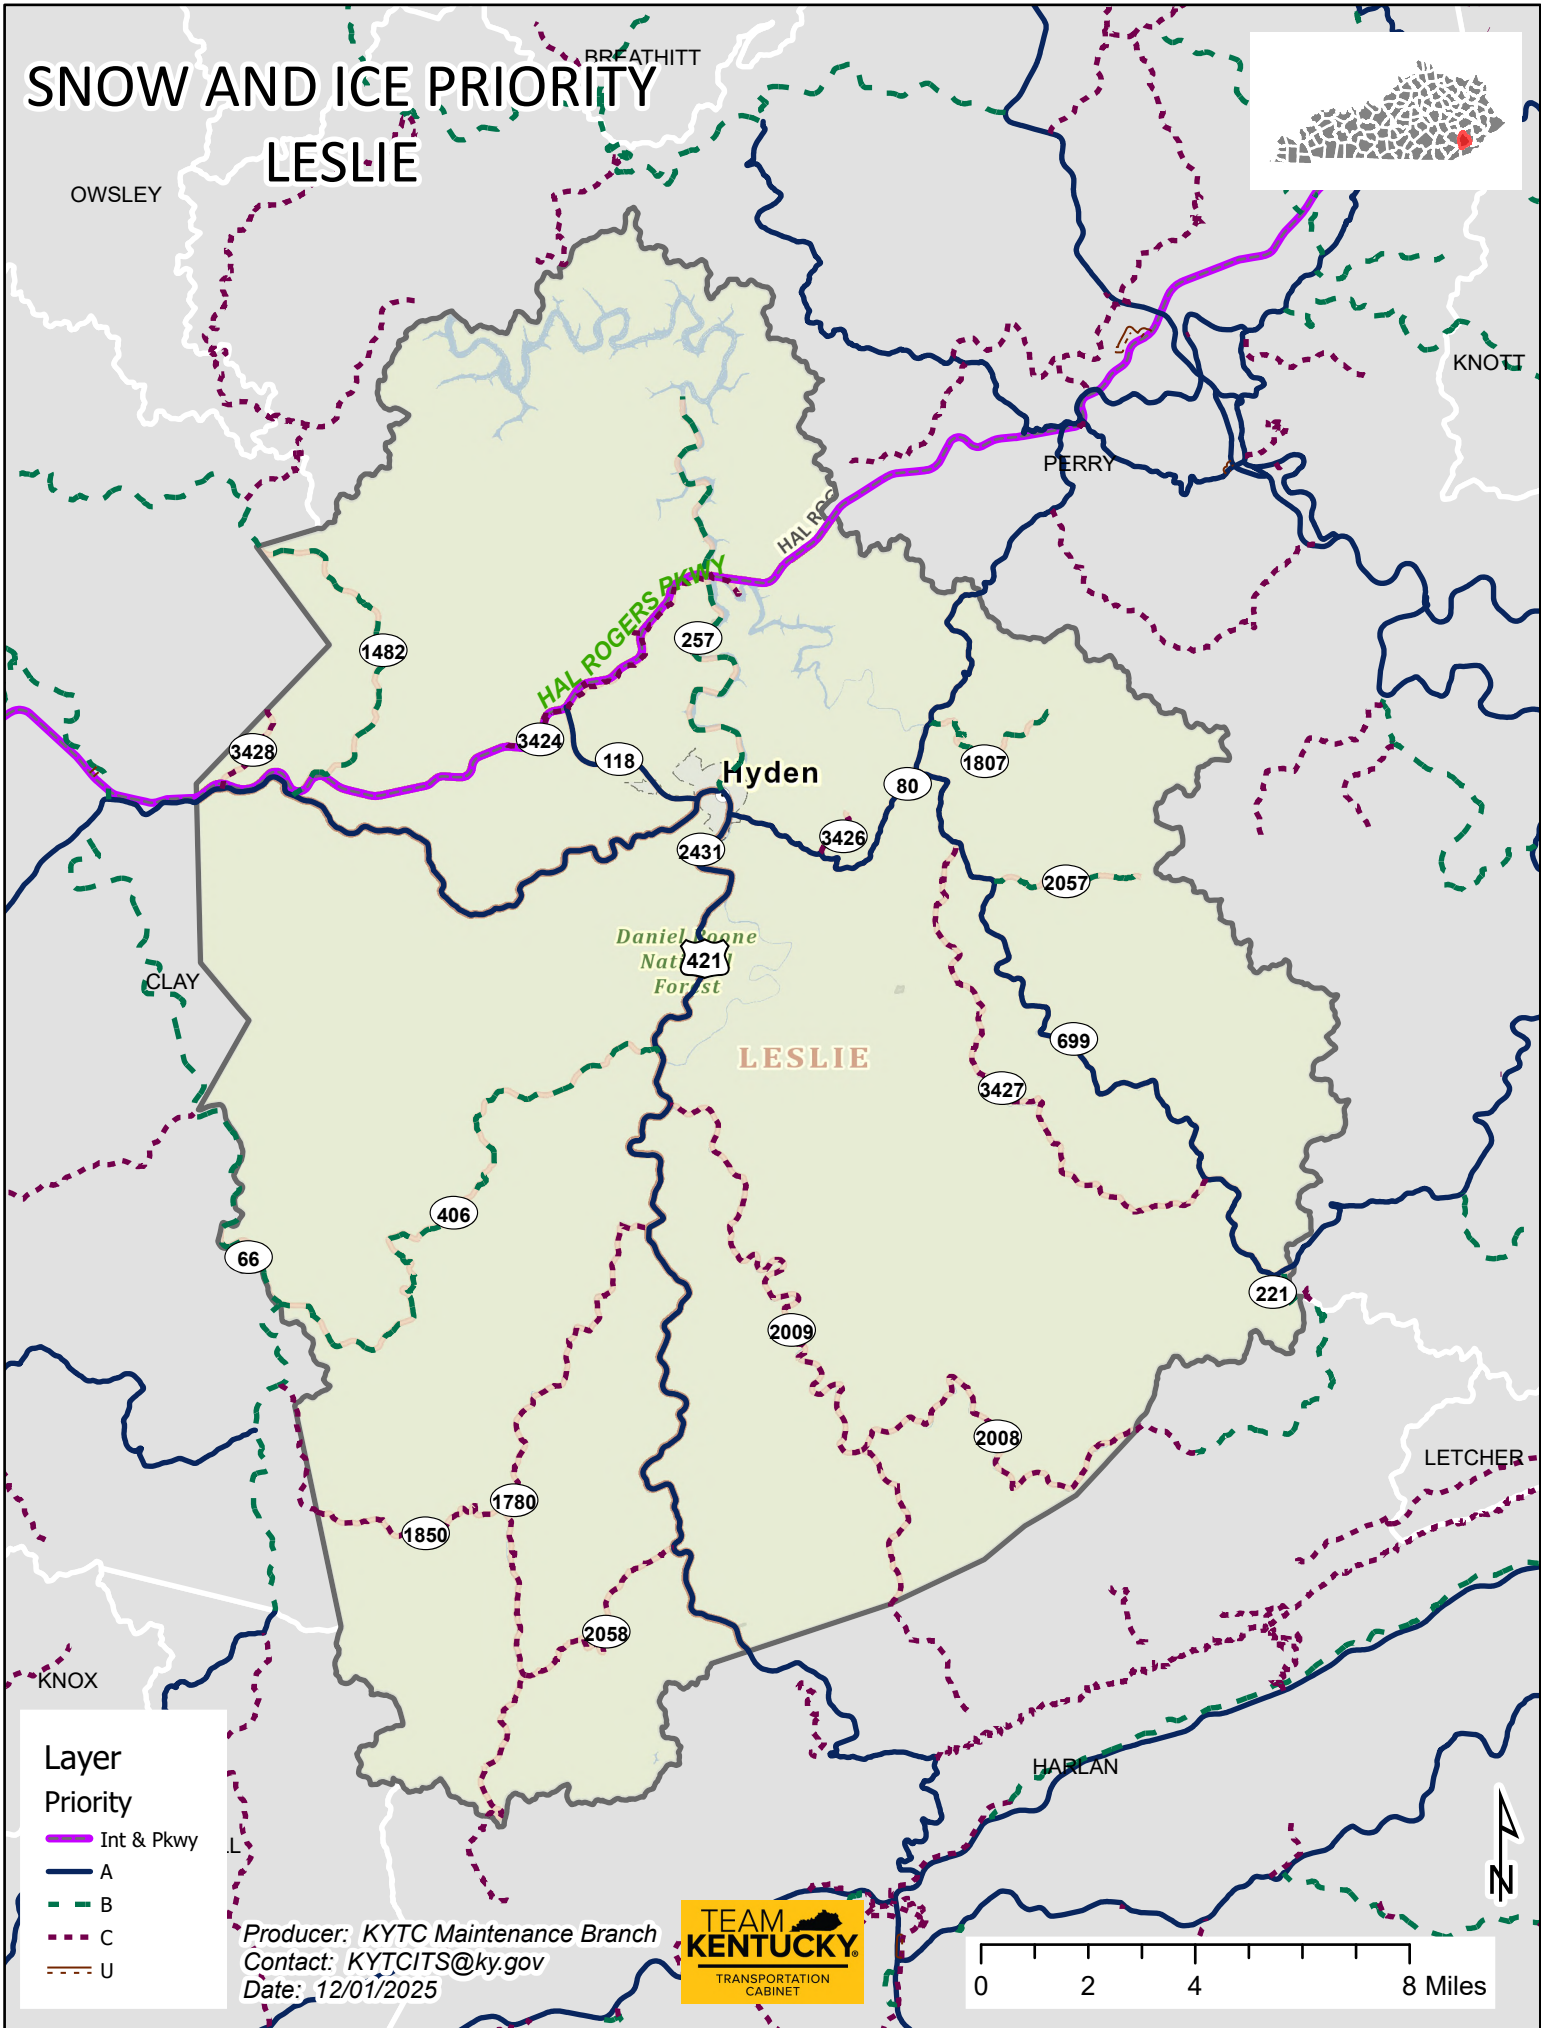 SNOW AND ICE PRIORITY
LESLIE
BREATHITT
OWSLEY
KNOTT
PERRY
HAL ROG
HAL ROGERS PKWY
257
1482
3424
3428
118
Hyden
1807
80
3426
2431
2057
Daniel Boone
National
Forest
421
CLAY
LESLIE
699
3427
406
66
221
2009
2008
LETCHER
1780
1850
2058
KNOX
HARLAN
Layer
Priority
Int & Pkwy
A
B
C
U
LL
Producer: KYTC Maintenance Branch
Contact: KYTCITS@ky.gov
Date: 12/01/2025
TEAM
KENTUCKY®
TRANSPORTATION
CABINET
0 2 4 8 Miles
N